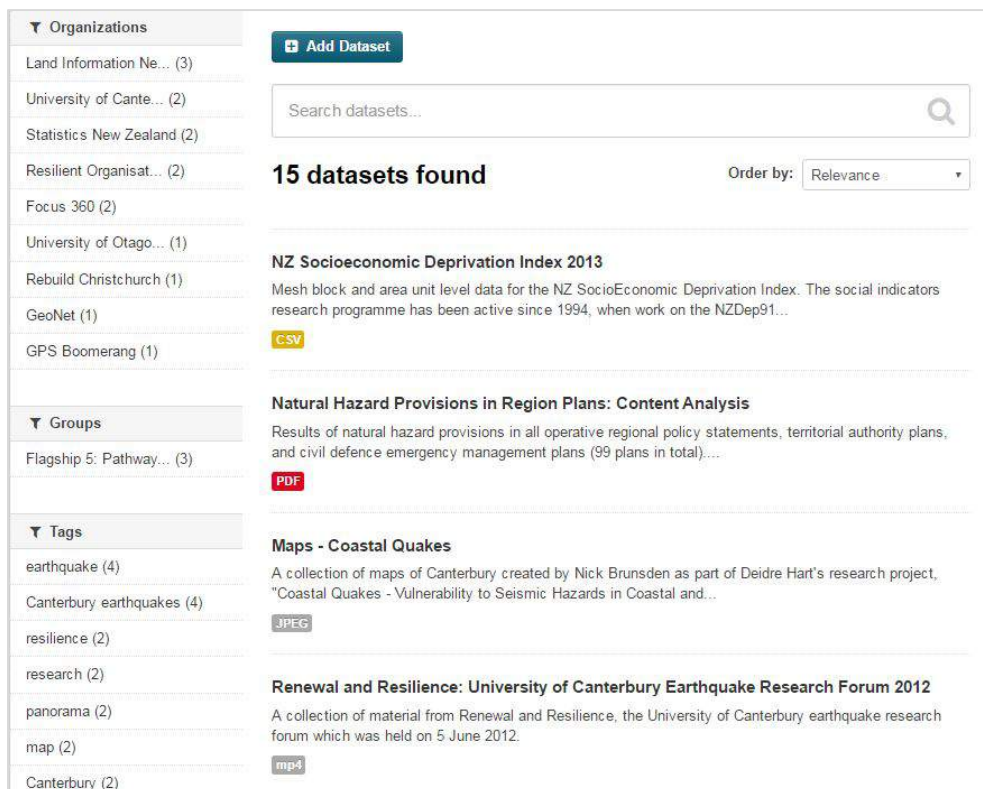 Organizations
Land Information Ne... (3)
University of Cante... (2)
Statistics New Zealand (2)
Resilient Organisat... (2)
Focus 360 (2)
University of Otago... (1)
Rebuild Christchurch (1)
GeoNet (1)
GPS Boomerang (1)
Groups
Flagship 5: Pathway... (3)
Tags
earthquake (4)
Canterbury earthquakes (4)
resilience (2)
research (2)
panorama (2)
map (2)
Canterbury (2)
Add Dataset
Search datasets...
15 datasets found
Order by: Relevance
NZ Socioeconomic Deprivation Index 2013
Mesh block and area unit level data for the NZ SocioEconomic Deprivation Index. The social indicators
research programme has been active since 1994, when work on the NZDep91...
CSV
Natural Hazard Provisions in Region Plans: Content Analysis
Results of natural hazard provisions in all operative regional policy statements, territorial authority plans,
and civil defence emergency management plans (99 plans in total)....
PDF
Maps - Coastal Quakes
A collection of maps of Canterbury created by Nick Brunsden as part of Deidre Hart's research project,
"Coastal Quakes - Vulnerability to Seismic Hazards in Coastal and...
JPEG
Renewal and Resilience: University of Canterbury Earthquake Research Forum 2012
A collection of material from Renewal and Resilience, the University of Canterbury earthquake research
forum which was held on 5 June 2012.
mp4